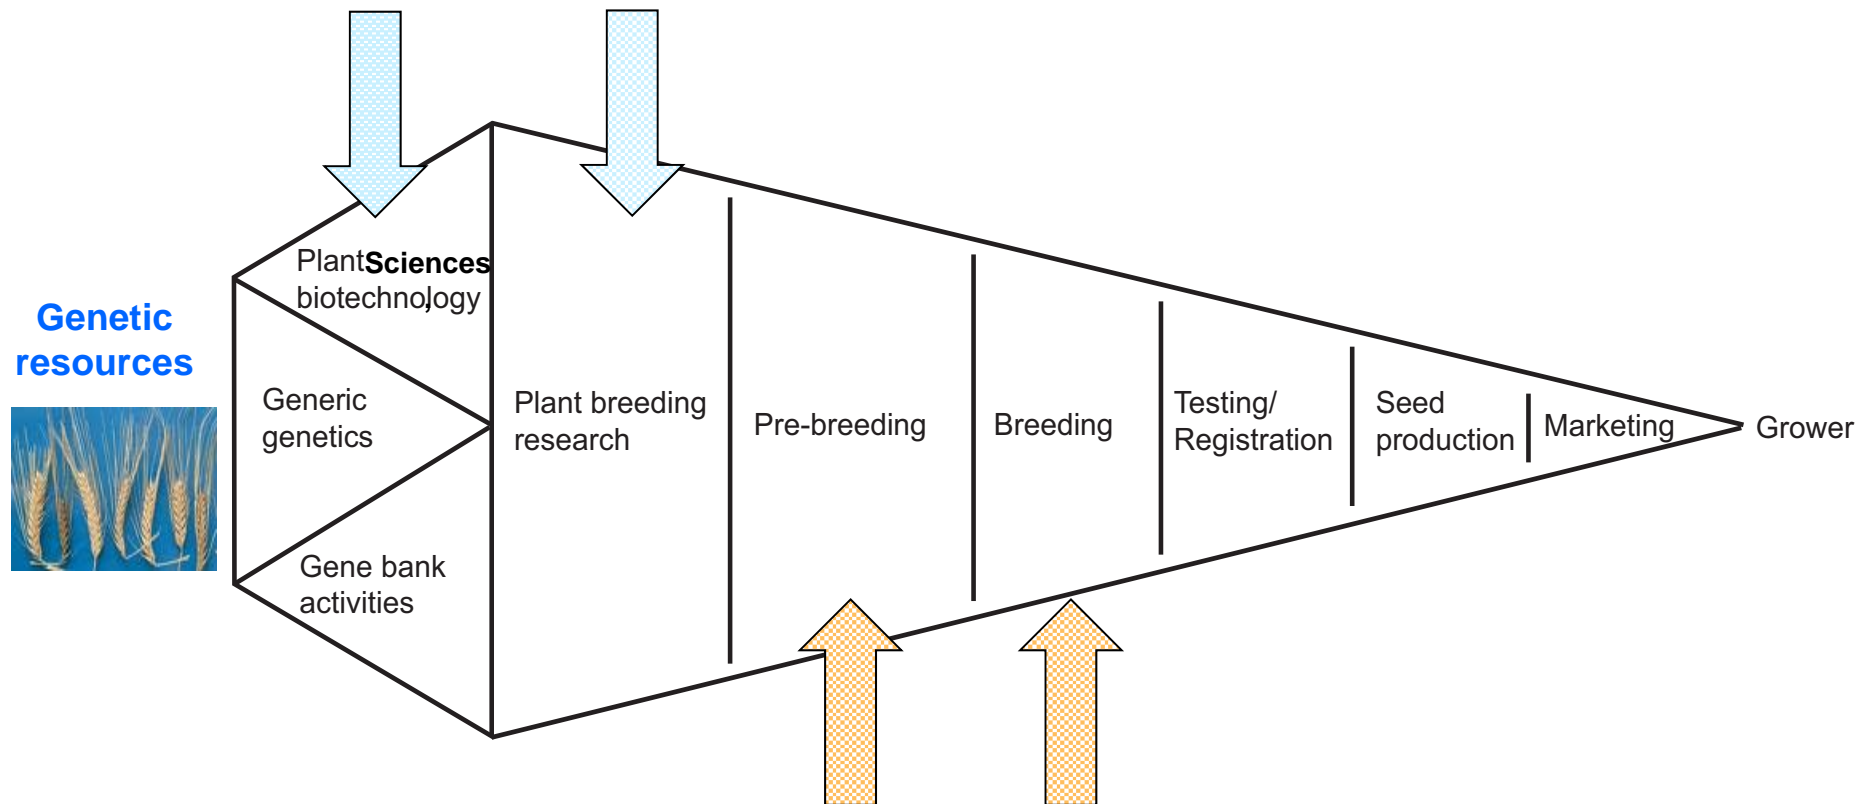 Genetic
resources
Plant Sciences
biotechnology,
Generic
genetics
Gene bank
activities
Plant breeding
research
Pre-breeding
Breeding
Testing/
Registration
Seed
production
Marketing
Grower